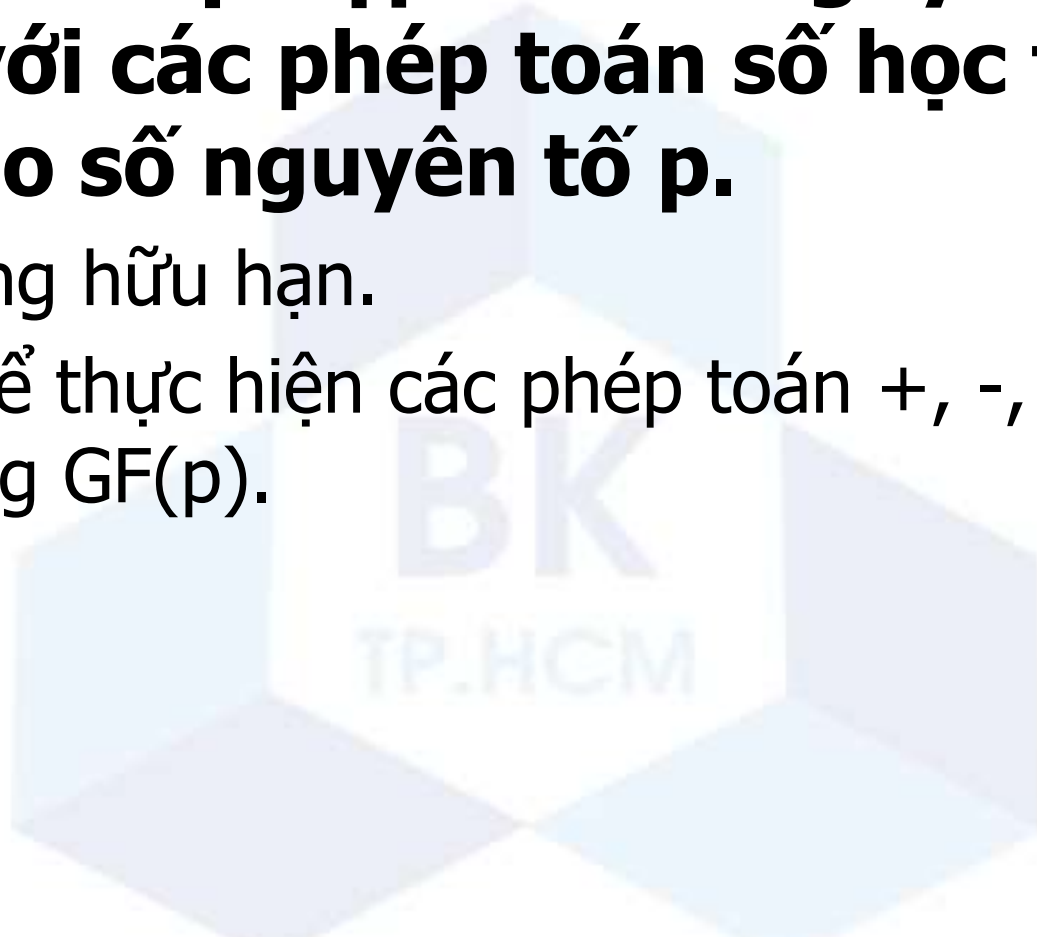 với các phép toán số học
o số nguyên tố p.
ng hữu hạn.
ể thực hiện các phép toán +, -,
g GF(p).
BK
TP.HCM